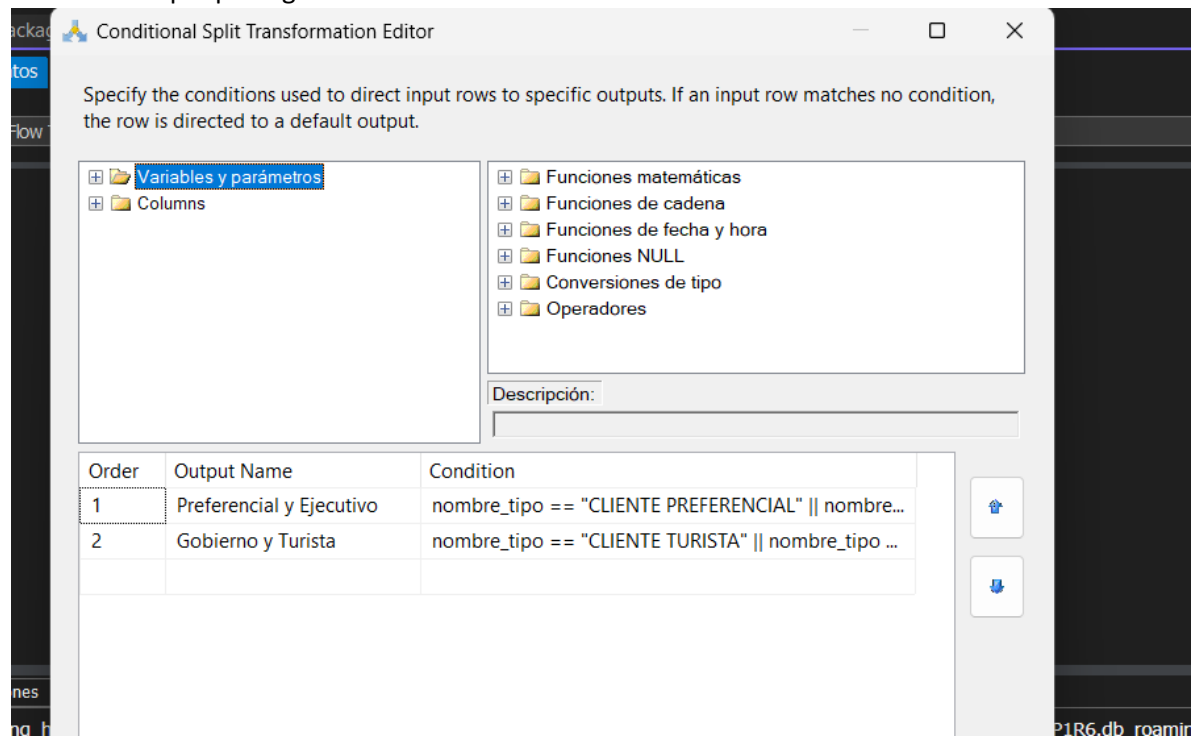 Conditional Split Transformation Editor
tos
Specify the conditions used to direct input rows to specific outputs. If an input row matches no condition,
the row is directed to a default output.
Flow
Variables y parámetros
Columns
Funciones matemáticas
Funciones de cadena
Funciones de fecha y hora
Funciones NULL
Conversiones de tipo
Operadores
Descripción:
Order Output Name Condition
1 Preferencial y Ejecutivo nombre_tipo == "CLIENTE PREFERENCIAL" || nombre...
2 Gobierno y Turista nombre_tipo == "CLIENTE TURISTA" || nombre_tipo ...
nes
P1R6.db_roamin